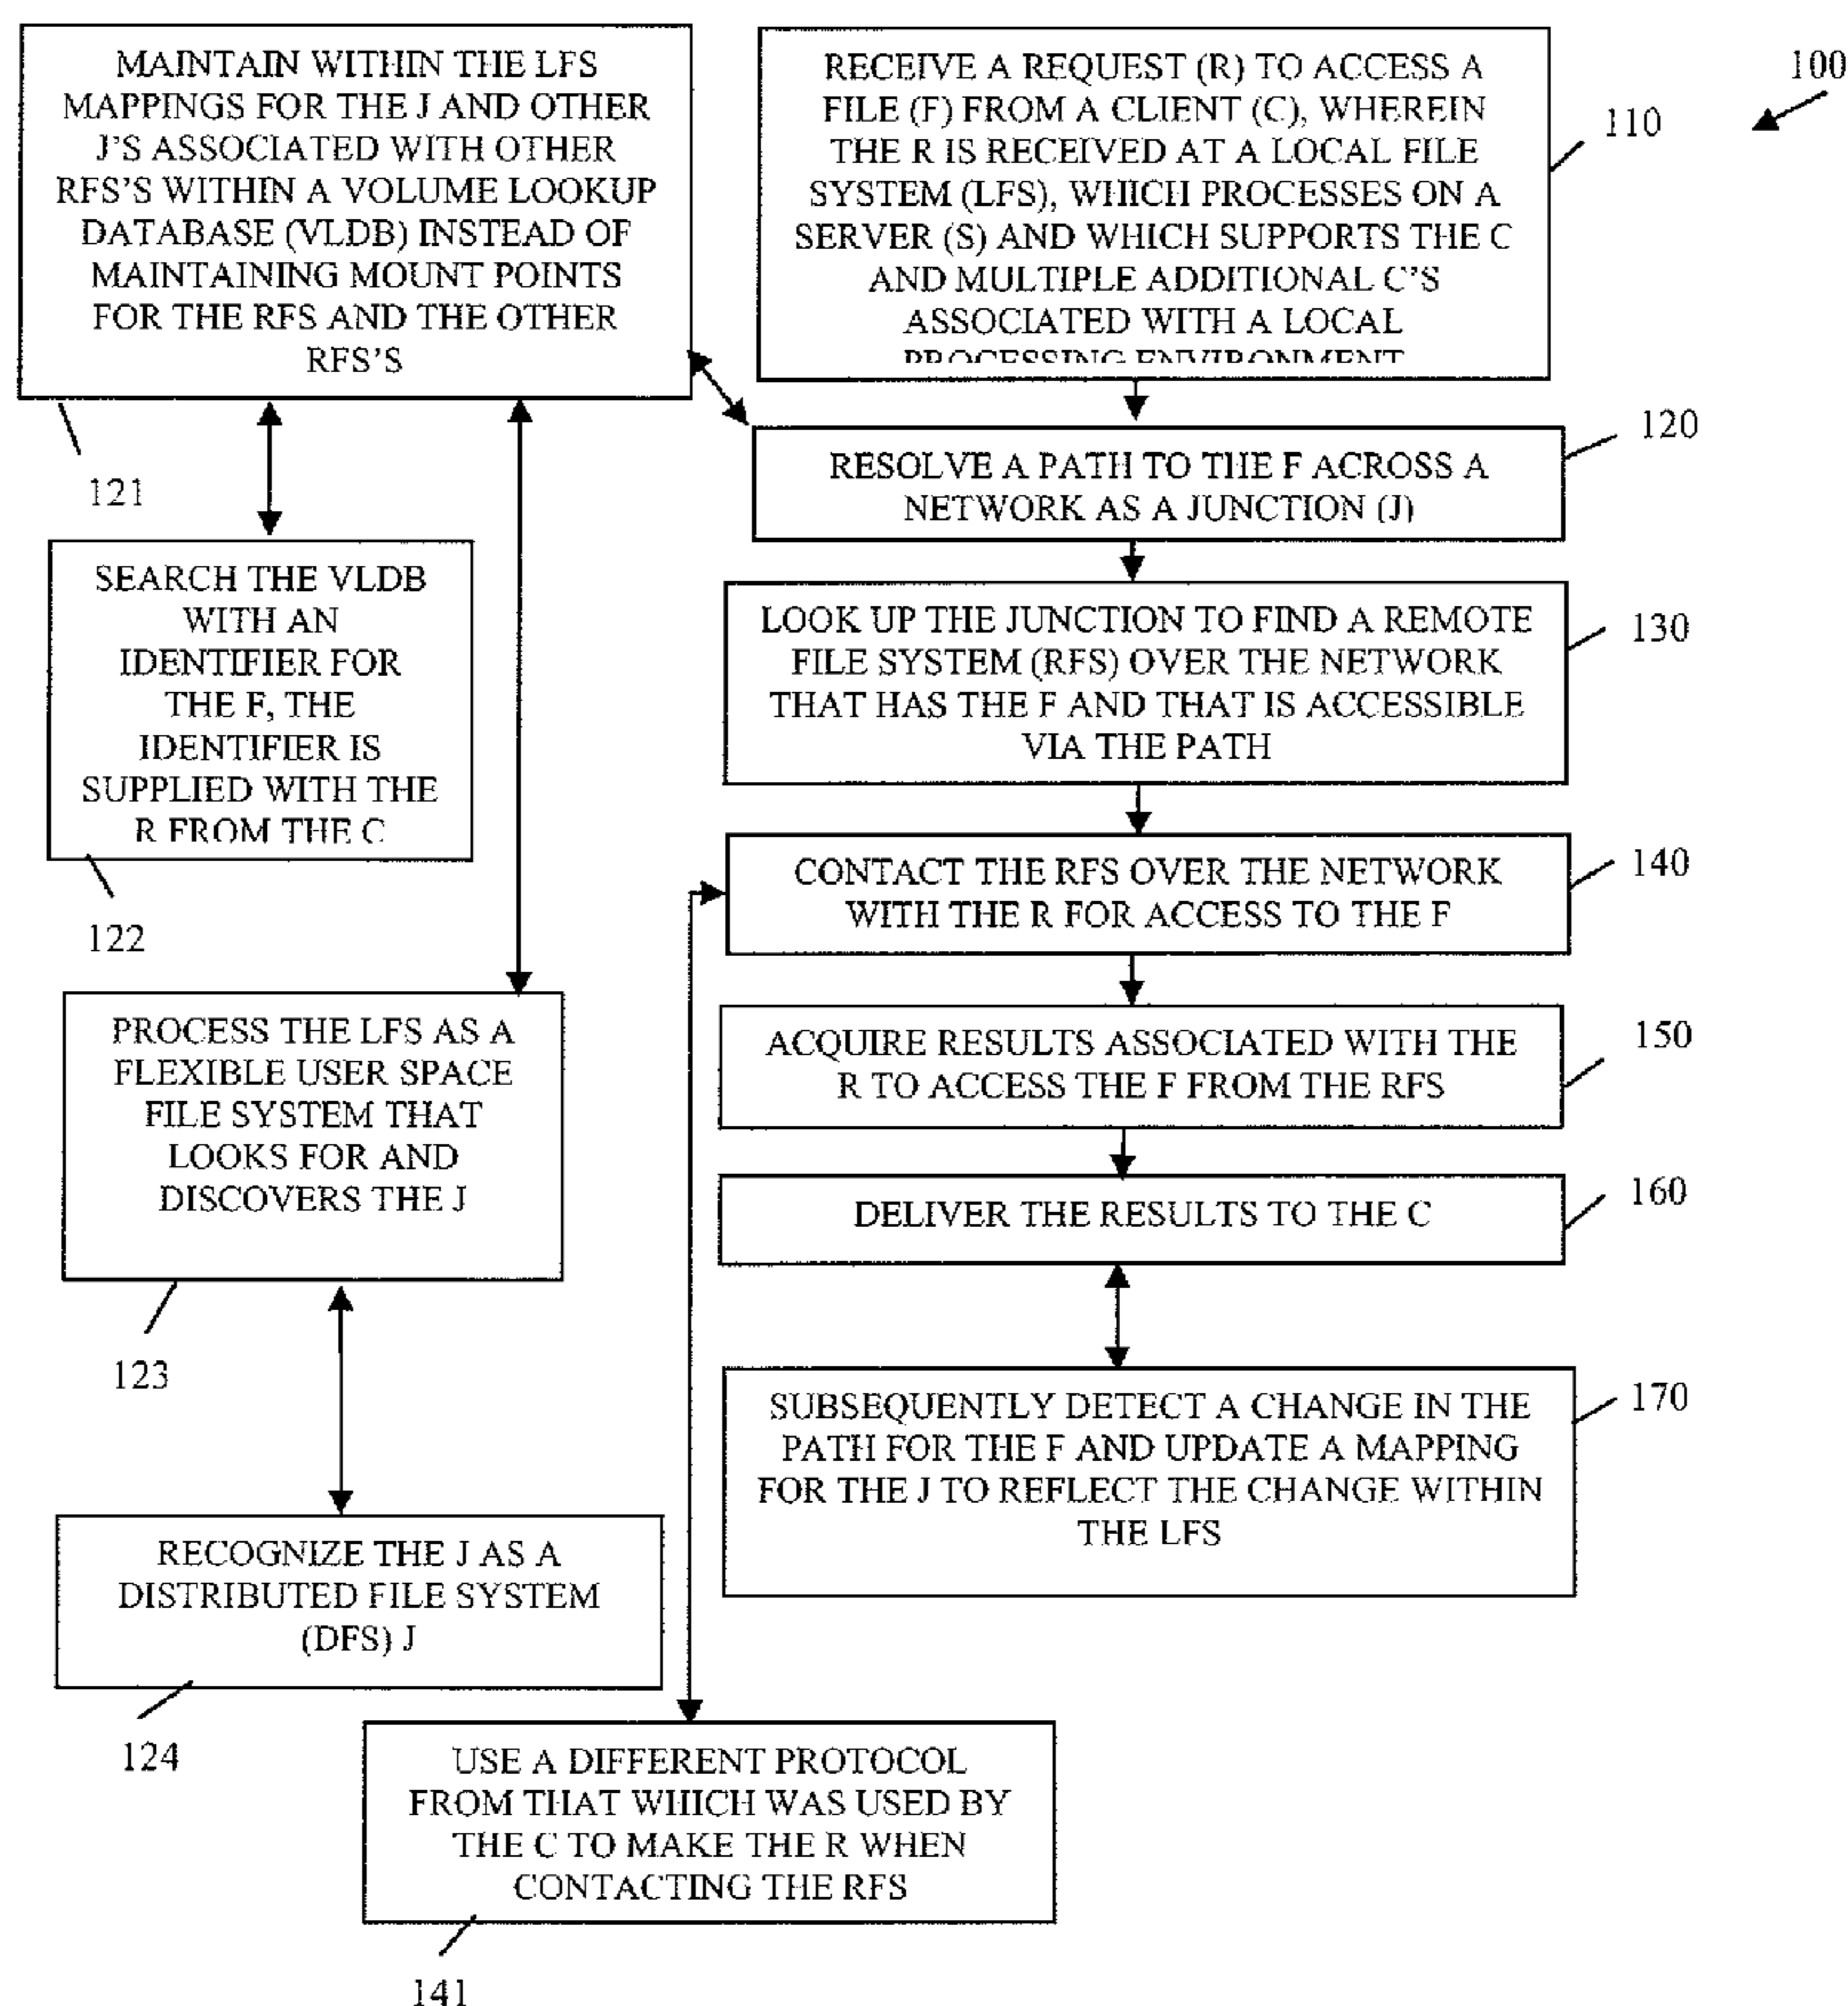 MAINTAIN WITHIN THE LFS
MAPPINGS FOR THE J AND OTHER
J'S ASSOCIATED WITH OTHER
RFS'S WITHIN A VOLUME LOOKUP
DATABASE (VLDB) INSTEAD OF
MAINTAINING MOUNT POINTS
FOR THE RFS AND THE OTHER
RFS'S
121
RECEIVE A REQUEST (R) TO ACCESS A
FILE (F) FROM A CLIENT (C), WHEREIN
THE R IS RECEIVED AT A LOCAL FILE
SYSTEM (LFS), WHICH PROCESSES ON A
SERVER (S) AND WHICH SUPPORTS THE C
AND MULTIPLE ADDITIONAL C'S
ASSOCIATED WITH A LOCAL
PROCESSING ENVIRONMENT
110
100
RESOLVE A PATH TO THE F ACROSS A
NETWORK AS A JUNCTION (J)
120
SEARCH THE VLDB
WITH AN
IDENTIFIER FOR
THE F, THE
IDENTIFIER IS
SUPPLIED WITH THE
R FROM THE C
122
LOOK UP THE JUNCTION TO FIND A REMOTE
FILE SYSTEM (RFS) OVER THE NETWORK
THAT HAS THE F AND THAT IS ACCESSIBLE
VIA THE PATH
130
CONTACT THE RFS OVER THE NETWORK
WITH THE R FOR ACCESS TO THE F
140
PROCESS THE LFS AS A
FLEXIBLE USER SPACE
FILE SYSTEM THAT
LOOKS FOR AND
DISCOVERS THE J
123
ACQUIRE RESULTS ASSOCIATED WITH THE
R TO ACCESS THE F FROM THE RFS
150
DELIVER THE RESULTS TO THE C
160
SUBSEQUENTLY DETECT A CHANGE IN THE
PATH FOR THE F AND UPDATE A MAPPING
FOR THE J TO REFLECT THE CHANGE WITHIN
THE LFS
170
RECOGNIZE THE J AS A
DISTRIBUTED FILE SYSTEM
(DFS) J
124
USE A DIFFERENT PROTOCOL
FROM THAT WHICH WAS USED BY
THE C TO MAKE THE R WHEN
CONTACTING THE RFS
141